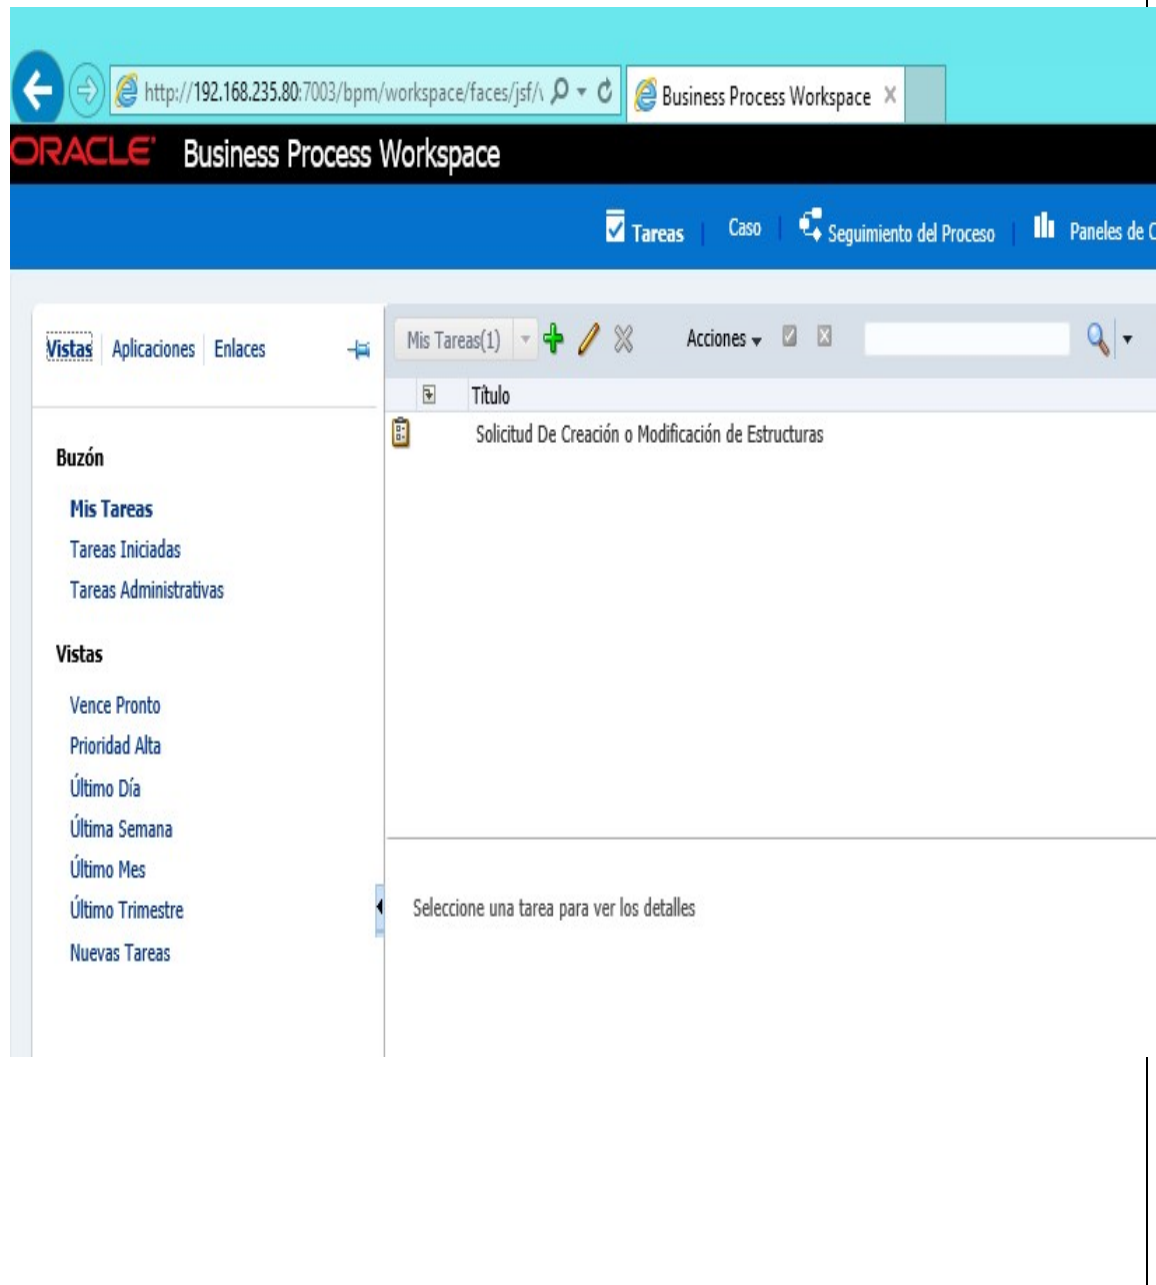 http://192.168.235.80:7003/bpm/workspace/faces/jsf/
Business Process Workspace
ORACLE Business Process Workspace
Tareas Caso Seguimiento del Proceso Paneles de
Vistas Aplicaciones Enlaces
Mis Tareas(1) Acciones
Título
Solicitud De Creación o Modificación de Estructuras
Buzón
Mis Tareas
Tareas Iniciadas
Tareas Administrativas
Vistas
Vence Pronto
Prioridad Alta
Último Día
Última Semana
Último Mes
Último Trimestre
Nuevas Tareas
Seleccione una tarea para ver los detalles